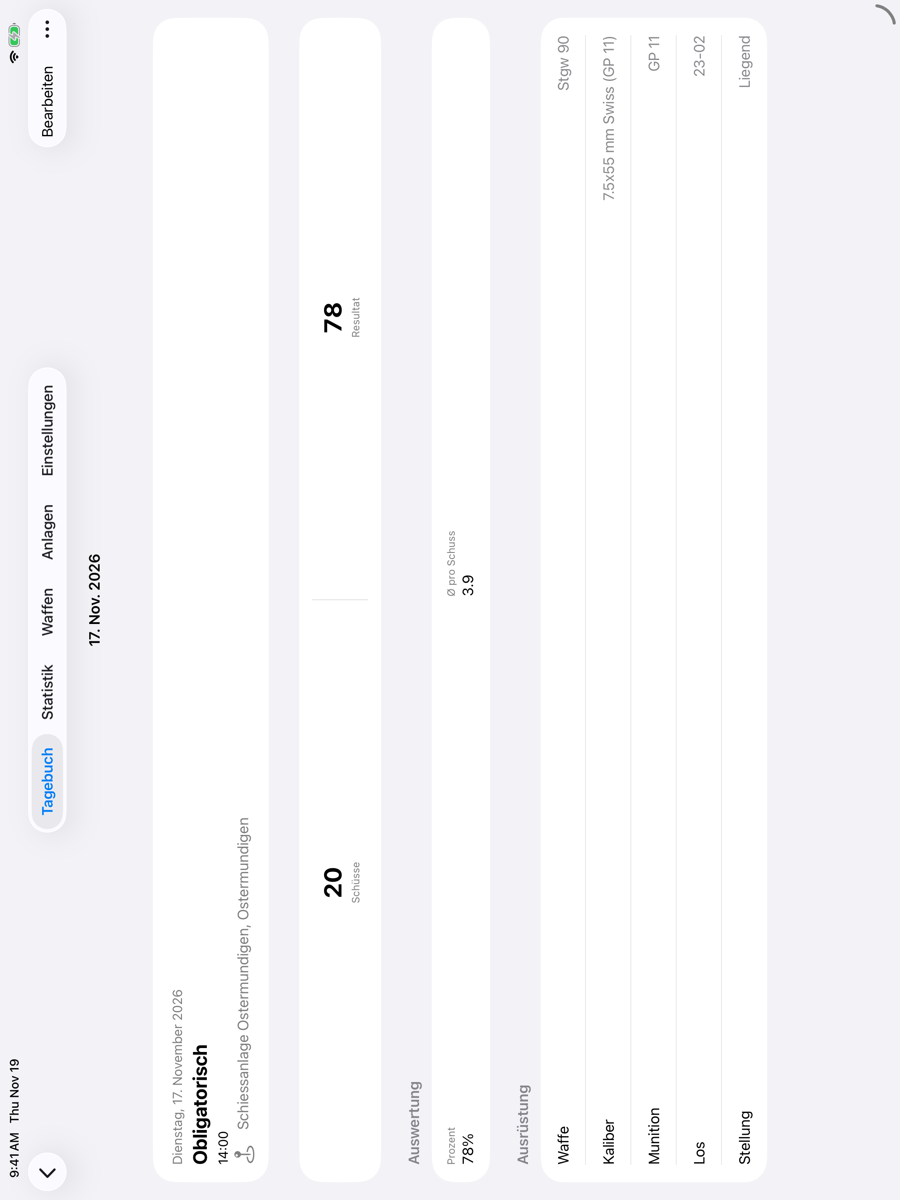 9:41 AM Thu Nov 19
Tagebuch Statistik Waffen Anlagen Einstellungen
Bearbeiten
17. Nov. 2026
Dienstag, 17. November 2026
Obligatorisch
14:00
Schiessanlage Ostermundigen, Ostermundigen
20
Schüsse
78
Resultat
Auswertung
Prozent
78%
Ø pro Schuss
3.9
Ausrüstung
Waffe Stgw 90
Kaliber 7.5x55 mm Swiss (GP 11)
Munition GP 11
Los 23-02
Stellung Liegend